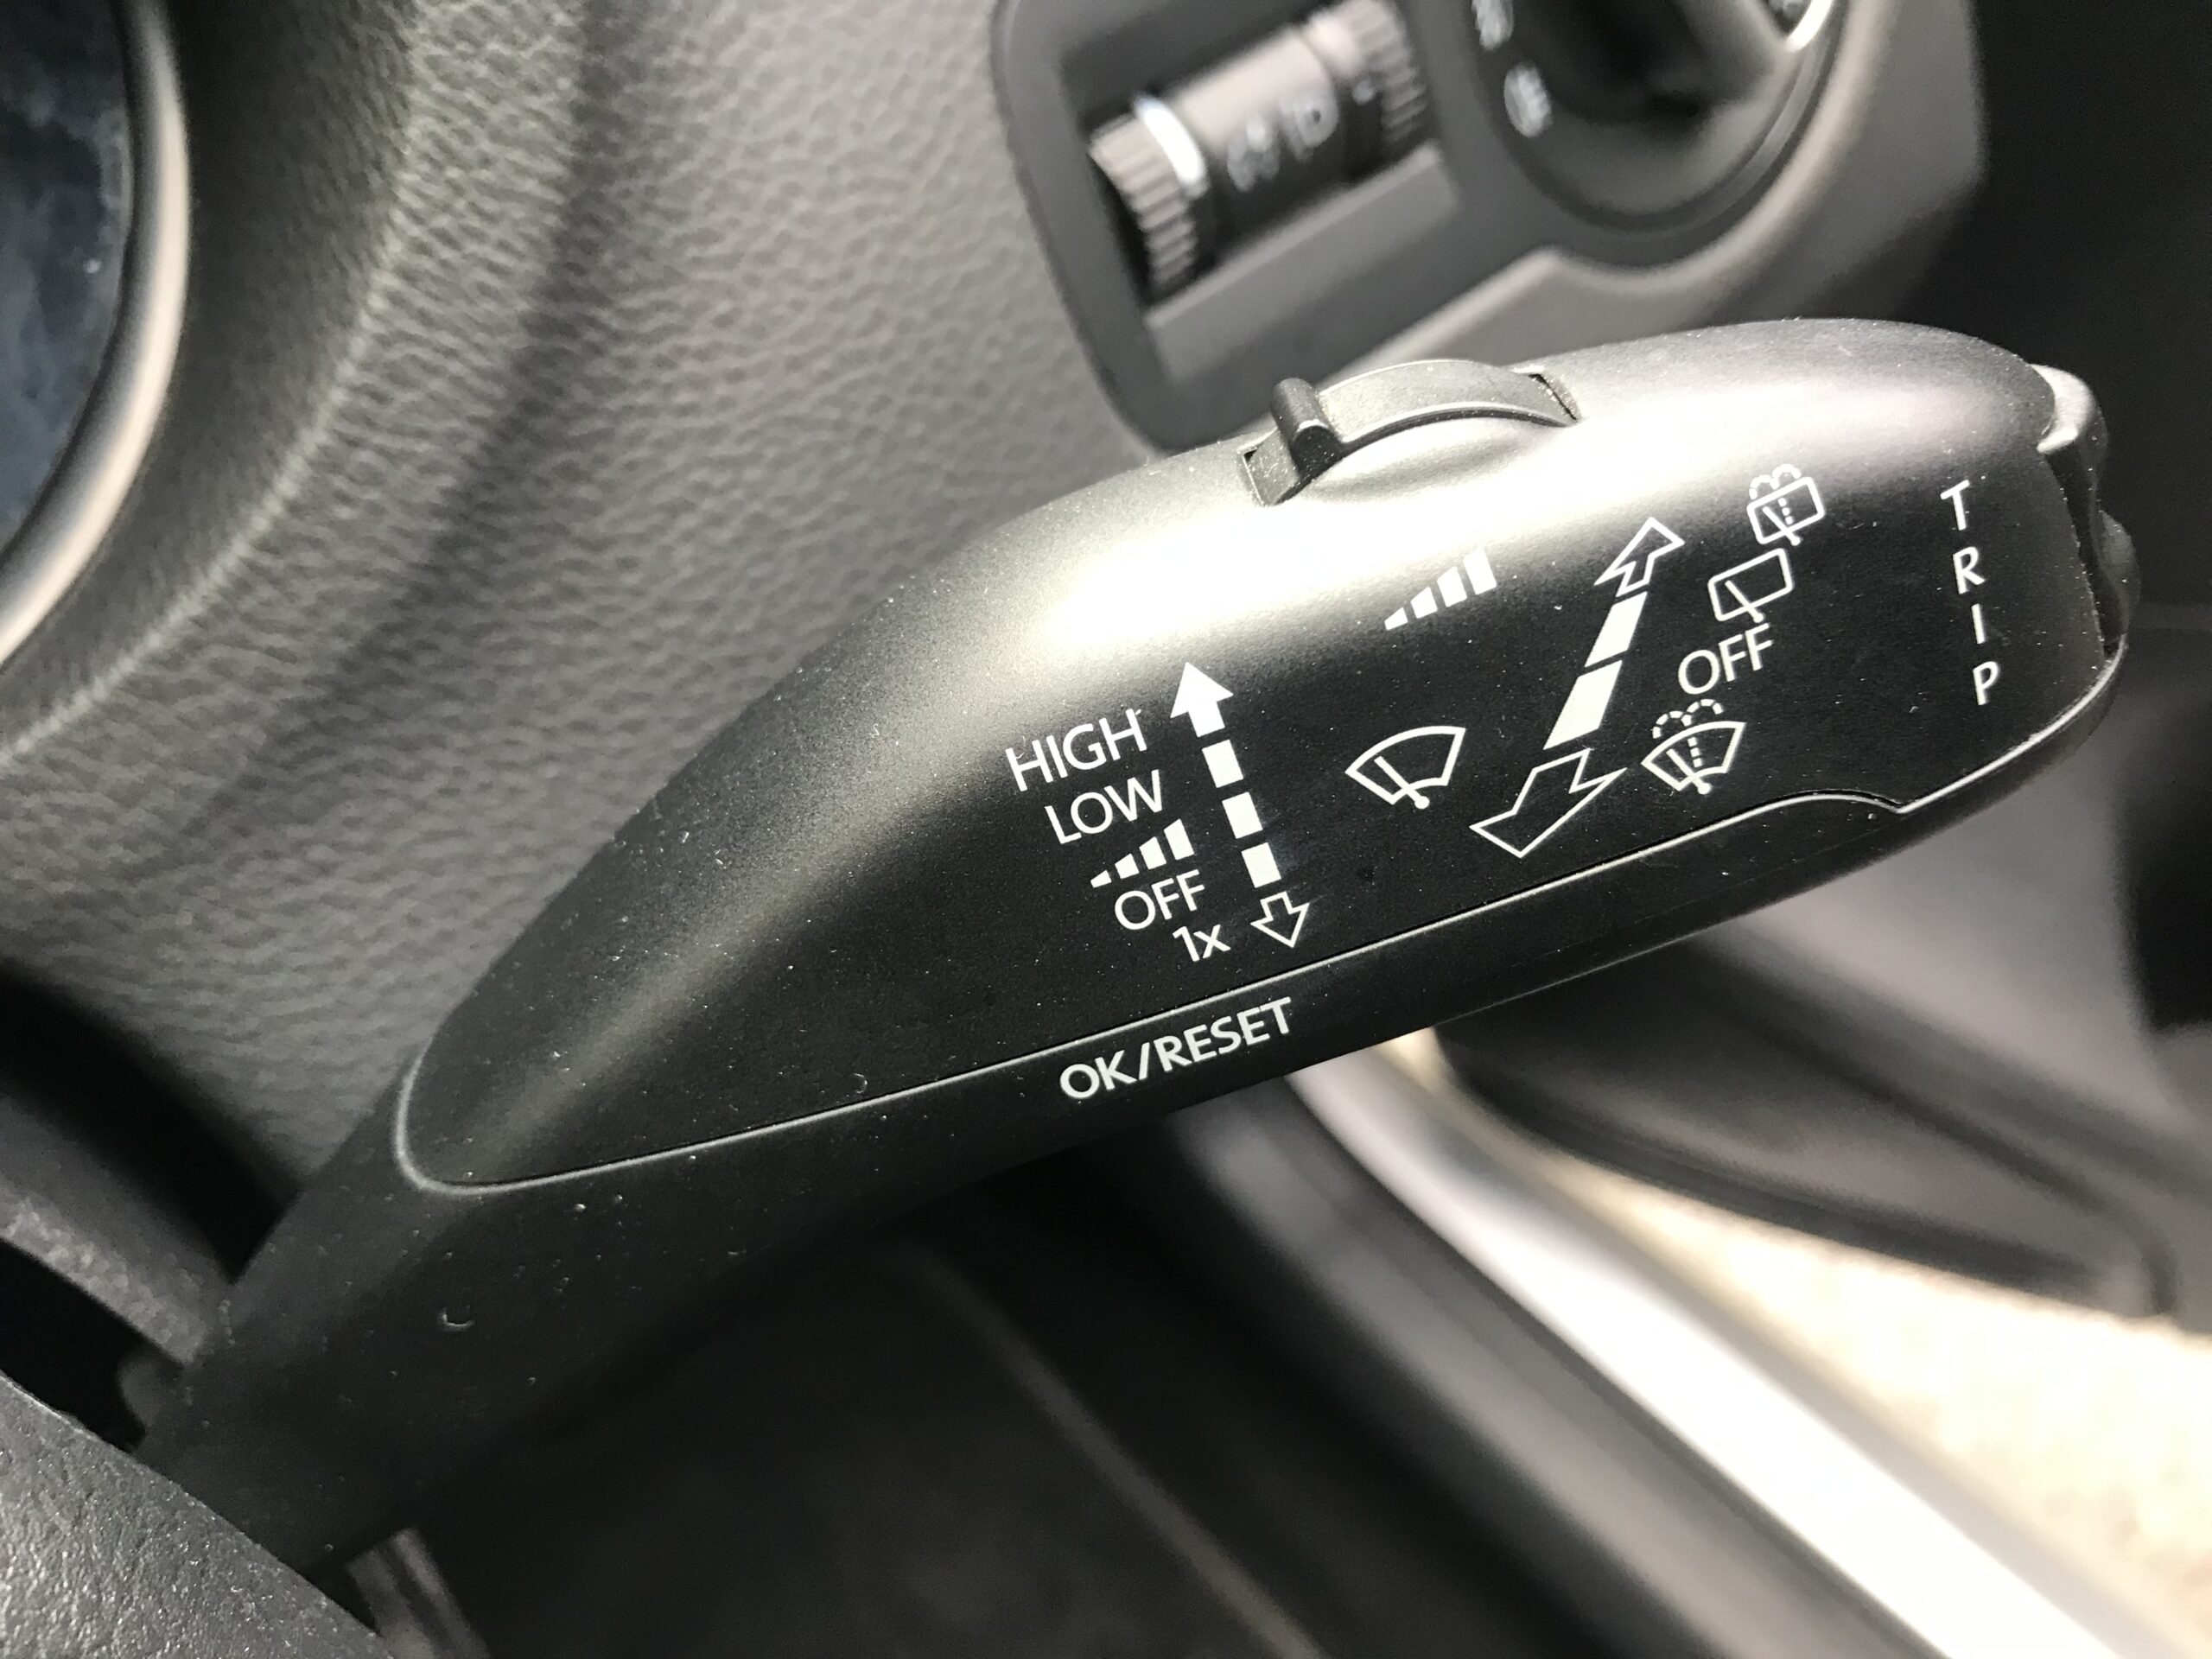 HIGH
LOW
OFF
1x
OFF
TRIP
OK/RESET